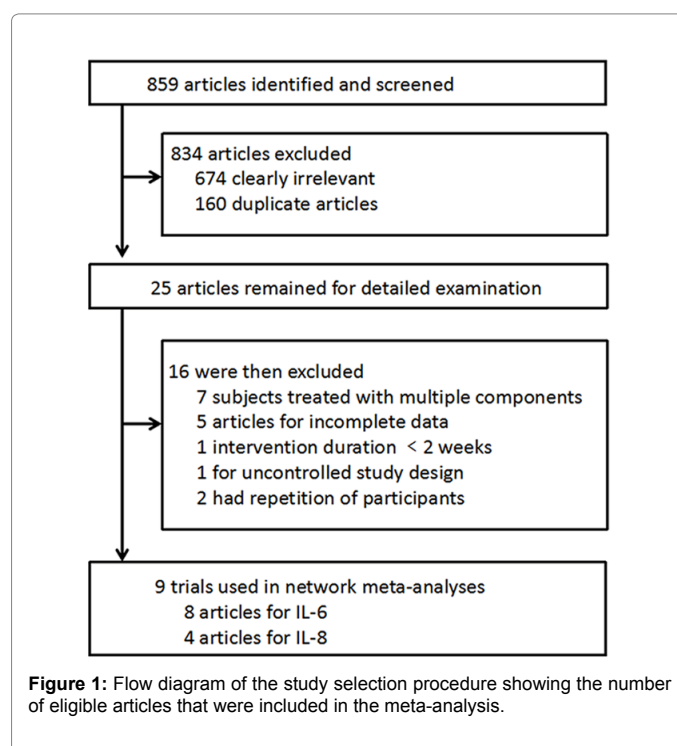 859 articles identified and screened
834 articles excluded
674 clearly irrelevant
160 duplicate articles
25 articles remained for detailed examination
16 were then excluded
7 subjects treated with multiple components
5 articles for incomplete data
1 intervention duration < 2 weeks
1 for uncontrolled study design
2 had repetition of participants
9 trials used in network meta-analyses
8 articles for IL-6
4 articles for IL-8
Figure 1: Flow diagram of the study selection procedure showing the number
of eligible articles that were included in the meta-analysis.